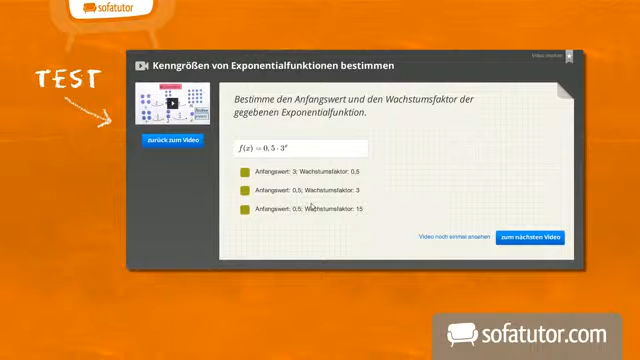 sofatutor
TEST
Kenngrößen von Exponentialfunktionen bestimmen
zurück zum Video
Bestimme den Anfangswert und den Wachstumsfaktor der
gegebenen Exponentialfunktion.
f(x) = 0,5 · 3ˣ
Anfangswert: 3; Wachstumsfaktor: 0,5
Anfangswert: 0,5; Wachstumsfaktor: 3
Anfangswert: 0,5; Wachstumsfaktor: 15
Video noch einmal ansehen
zum nächsten Video
sofatutor.com